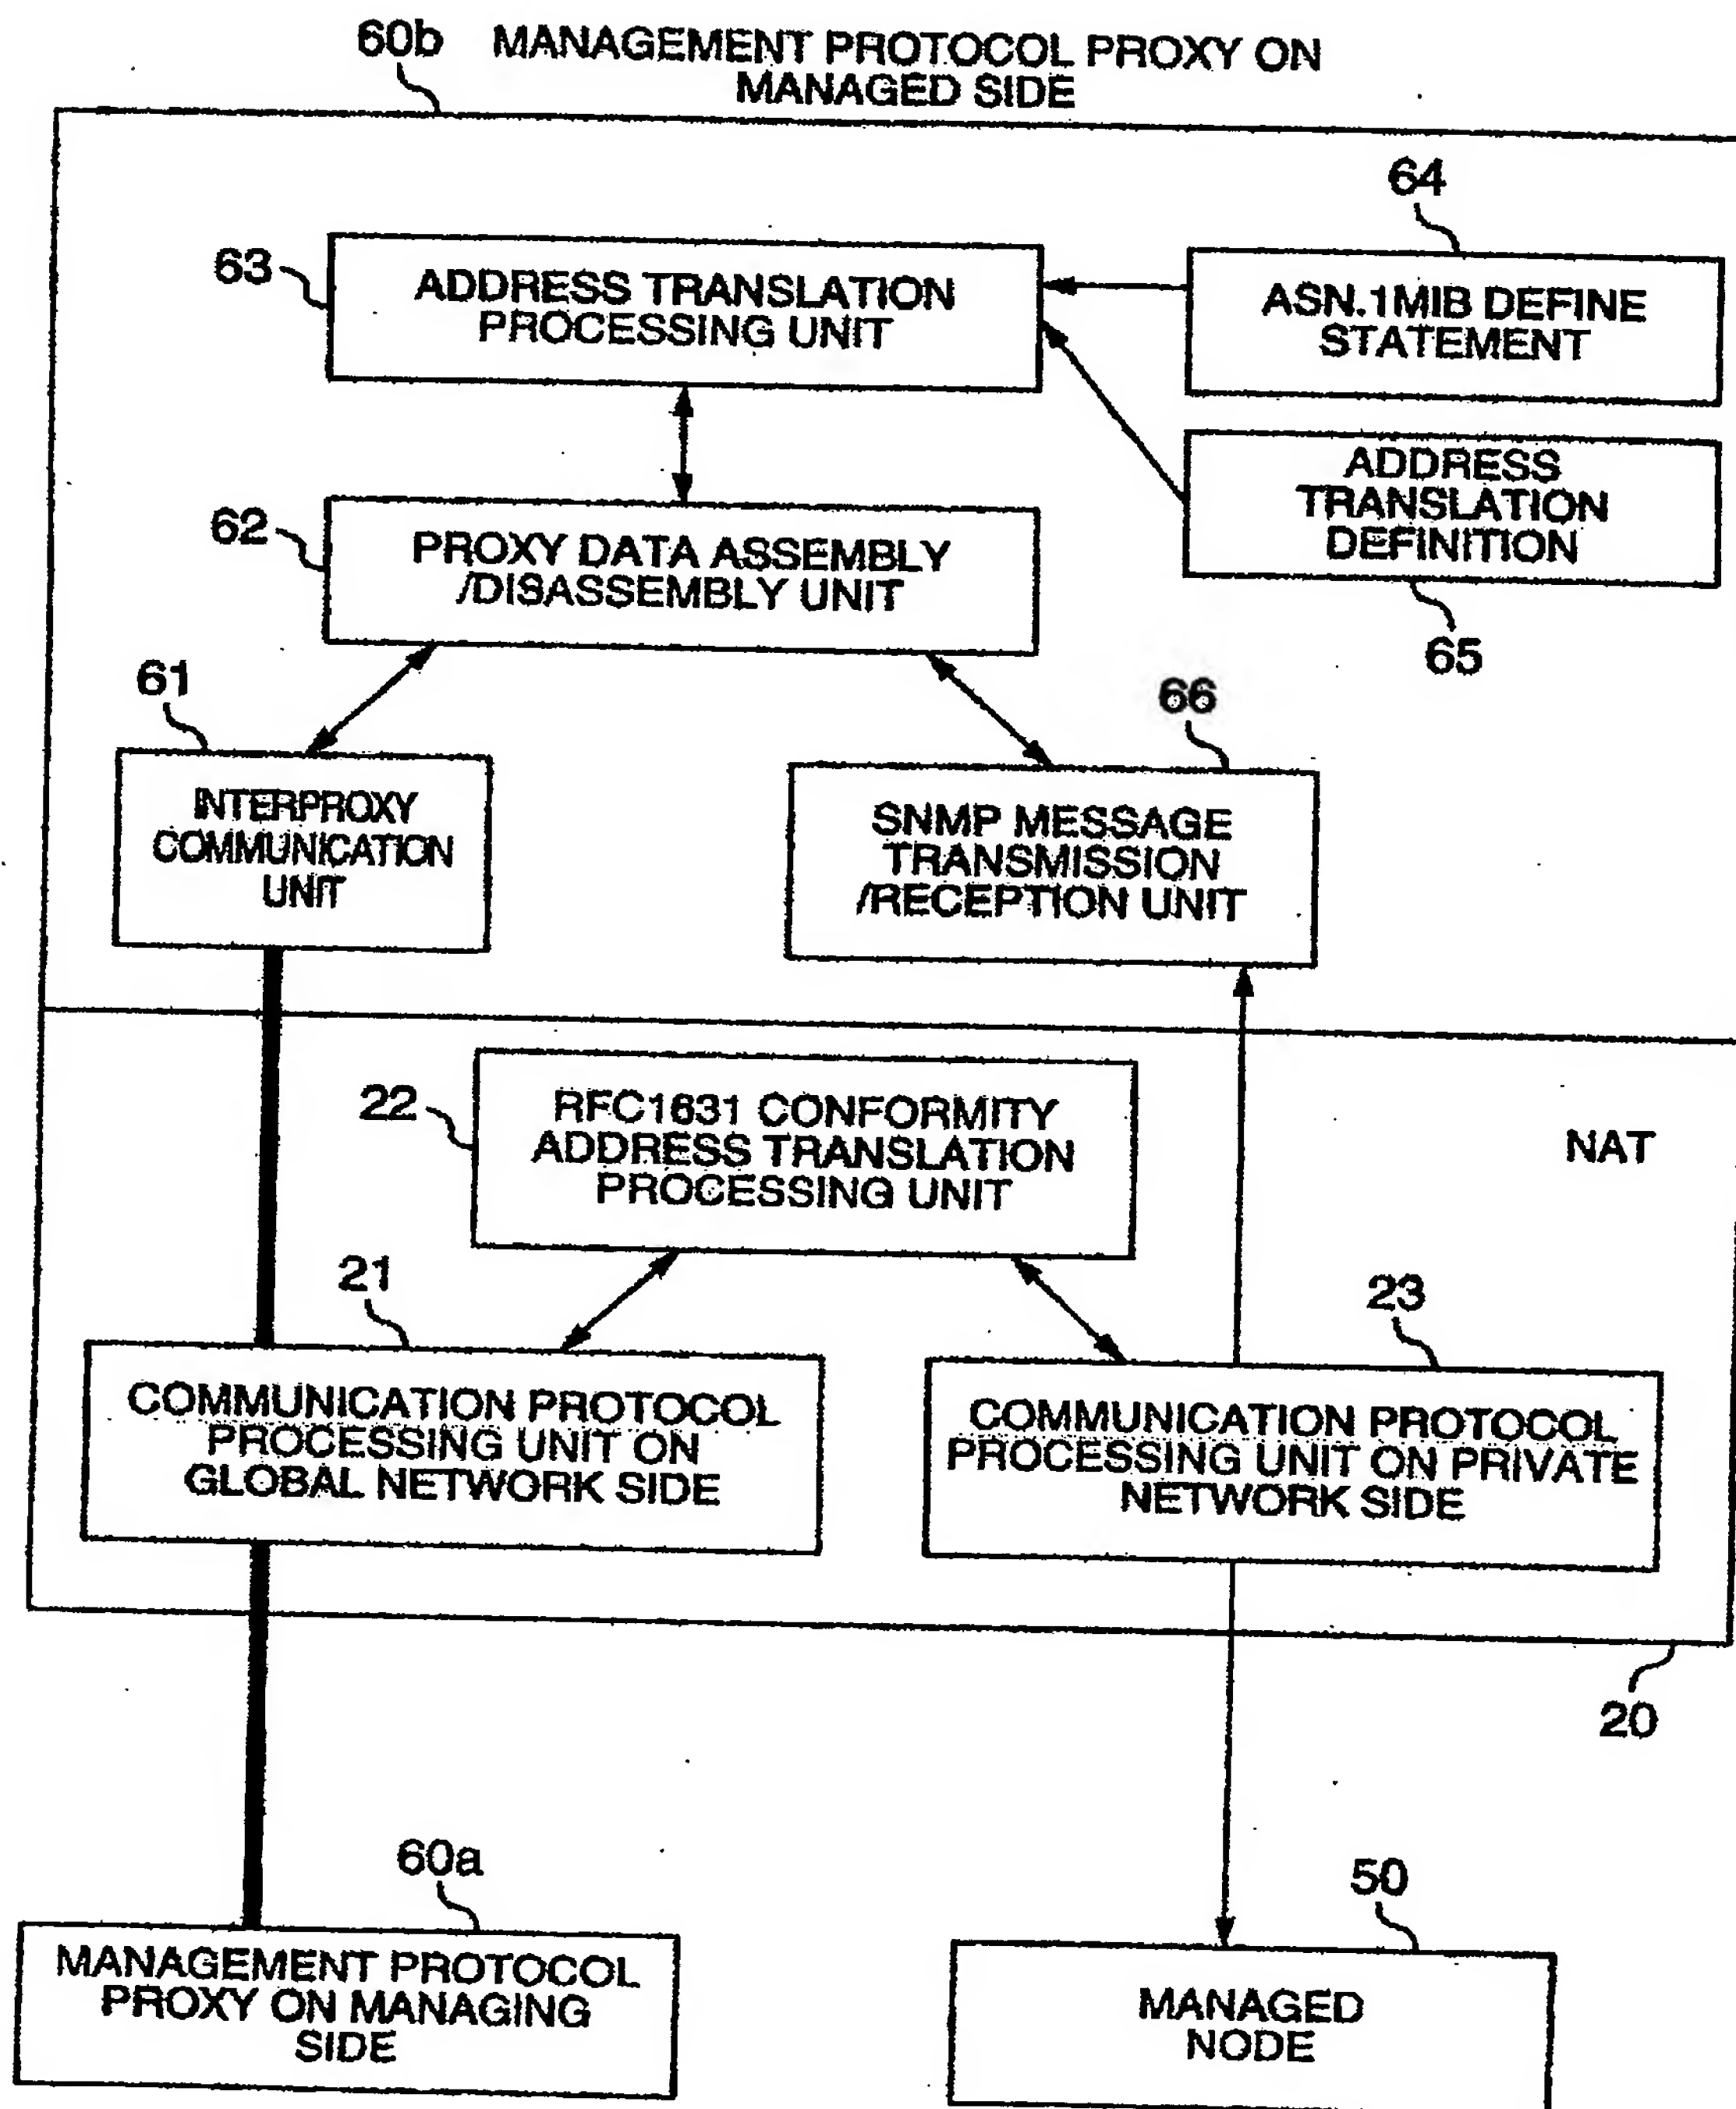 60b MANAGEMENT PROTOCOL PROXY ON
MANAGED SIDE
64
63
ADDRESS TRANSLATION
PROCESSING UNIT
ASN.1MIB DEFINE
STATEMENT
62
PROXY DATA ASSEMBLY
/DISASSEMBLY UNIT
ADDRESS
TRANSLATION
DEFINITION
65
61
66
INTERPROXY
COMMUNICATION
UNIT
SNMP MESSAGE
TRANSMISSION
/RECEPTION UNIT
22
RFC1631 CONFORMITY
ADDRESS TRANSLATION
PROCESSING UNIT
NAT
21
23
COMMUNICATION PROTOCOL
PROCESSING UNIT ON
GLOBAL NETWORK SIDE
COMMUNICATION PROTOCOL
PROCESSING UNIT ON PRIVATE
NETWORK SIDE
20
60a
50
MANAGEMENT PROTOCOL
PROXY ON MANAGING
SIDE
MANAGED
NODE